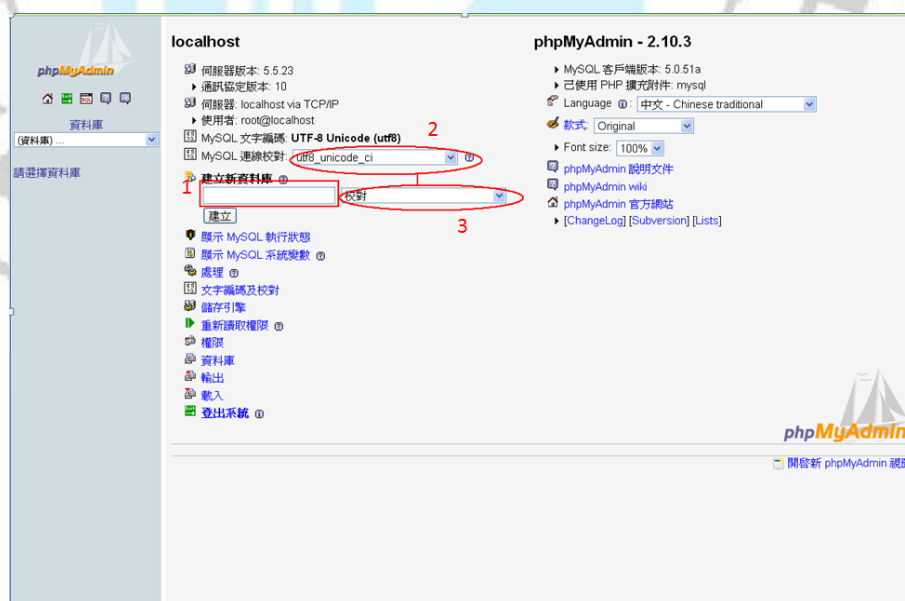 phpMyAdmin
資料庫
(資料庫) ...
請選擇資料庫
localhost
伺服器版本: 5.5.23
通訊協定版本: 10
伺服器: localhost via TCP/IP
使用者: root@localhost
MySQL 文字編碼: UTF-8 Unicode (utf8)
2
MySQL 連線校對: utf8_unicode_ci
建立新資料庫
1
校對
建立
3
顯示 MySQL 執行狀態
顯示 MySQL 系統變數
處理
文字編碼及校對
儲存引擎
重新讀取權限
權限
資料庫
輸出
載入
登出系統
phpMyAdmin - 2.10.3
MySQL 客戶端版本: 5.0.51a
己使用 PHP 擴充附件: mysql
Language : 中文 - Chinese traditional
款式: Original
Font size: 100%
phpMyAdmin 說明文件
phpMyAdmin wiki
phpMyAdmin 官方網站
[ChangeLog] [Subversion] [Lists]
phpMyAdmin
開啟新 phpMyAdmin 視